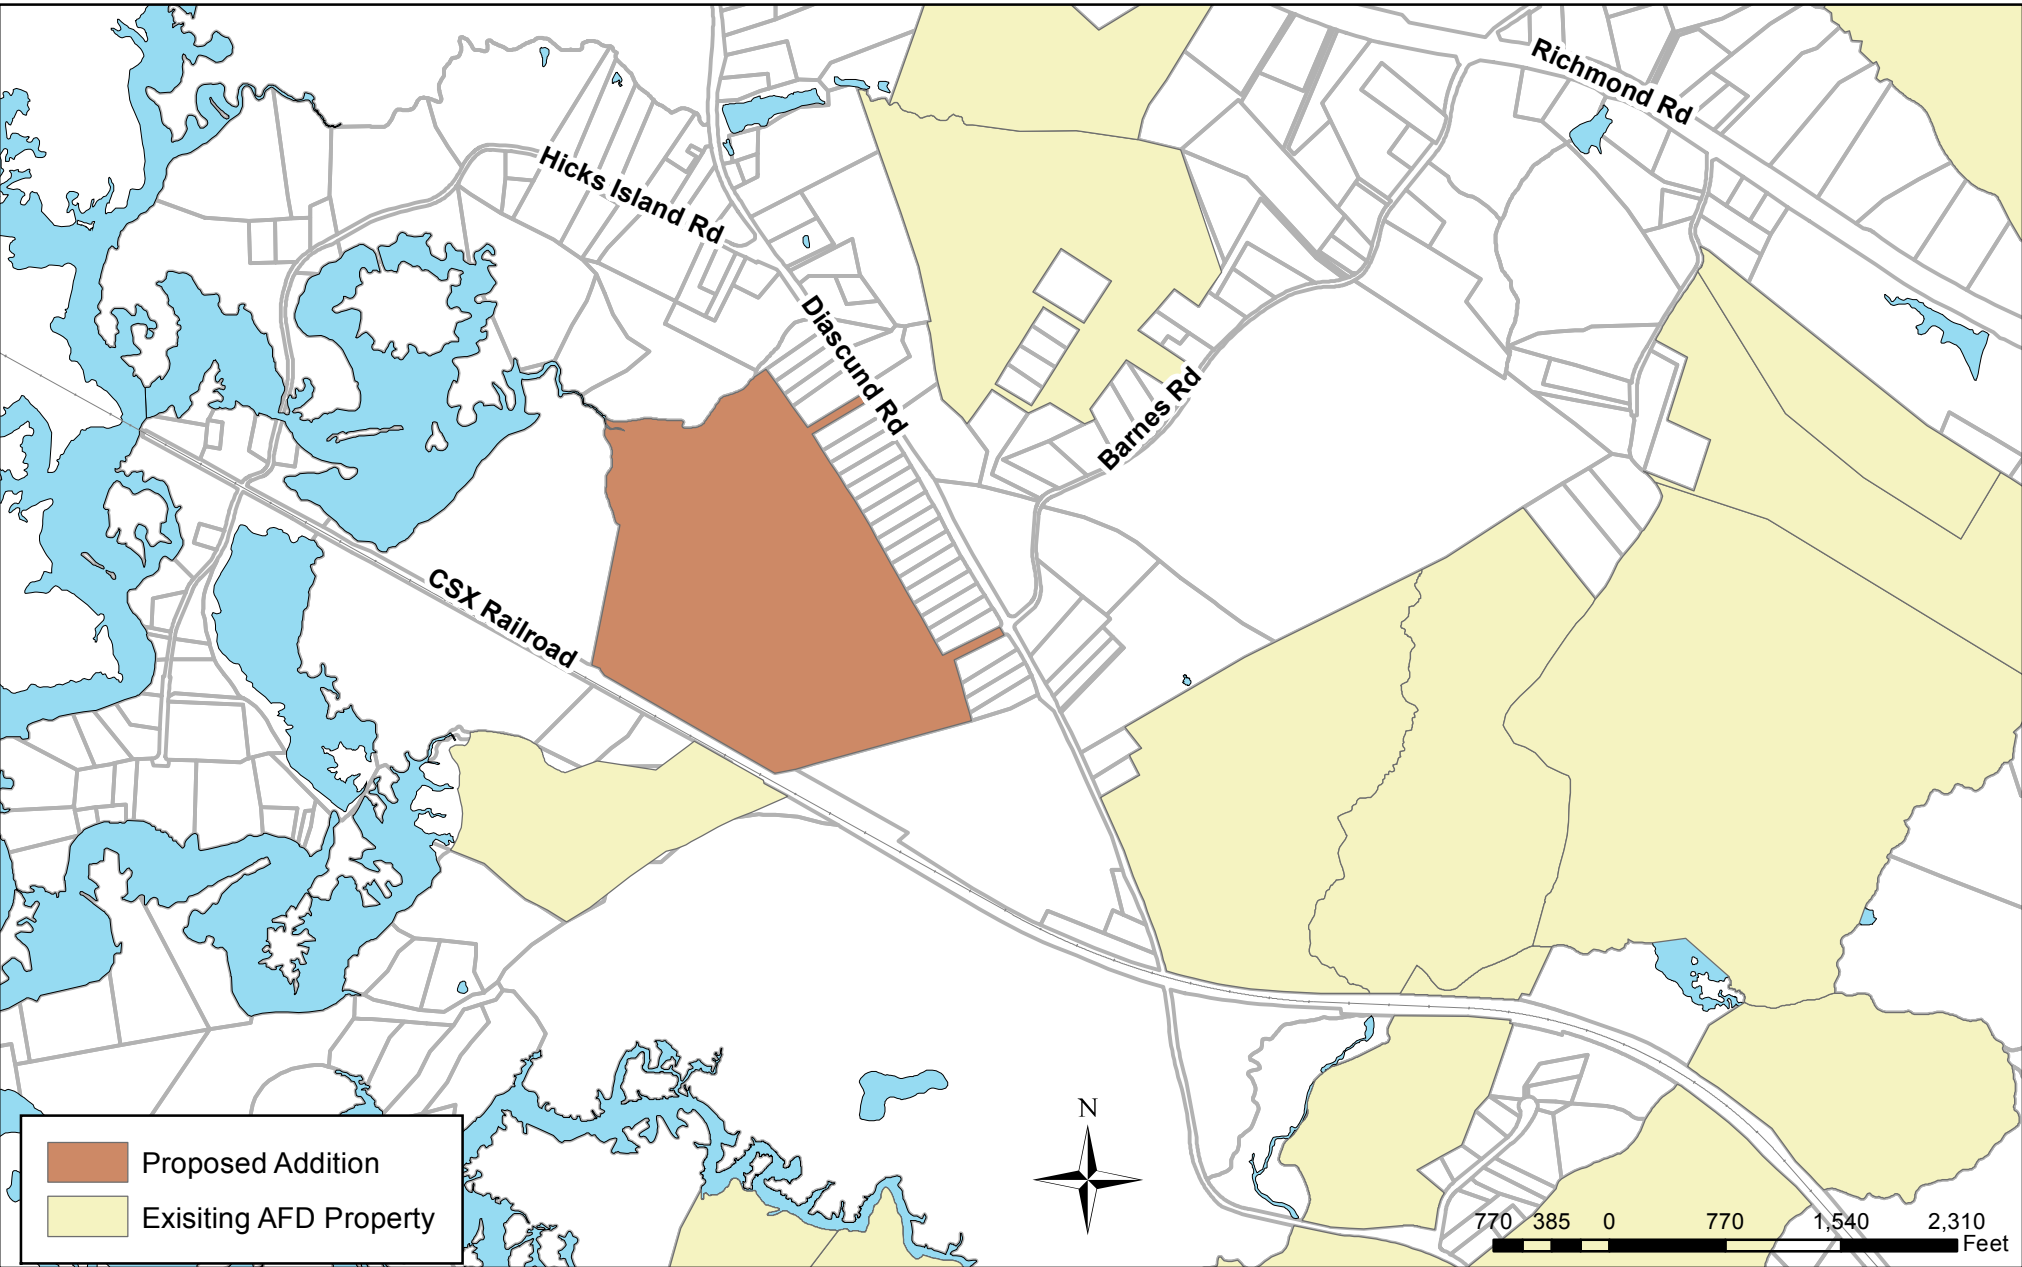 Richmond Rd
Hicks Island Rd
Diascund Rd
Barnes Rd
CSX Railroad
N
Proposed Addition
Exisiting AFD Property
770 385 0 770 1,540 2,310
Feet